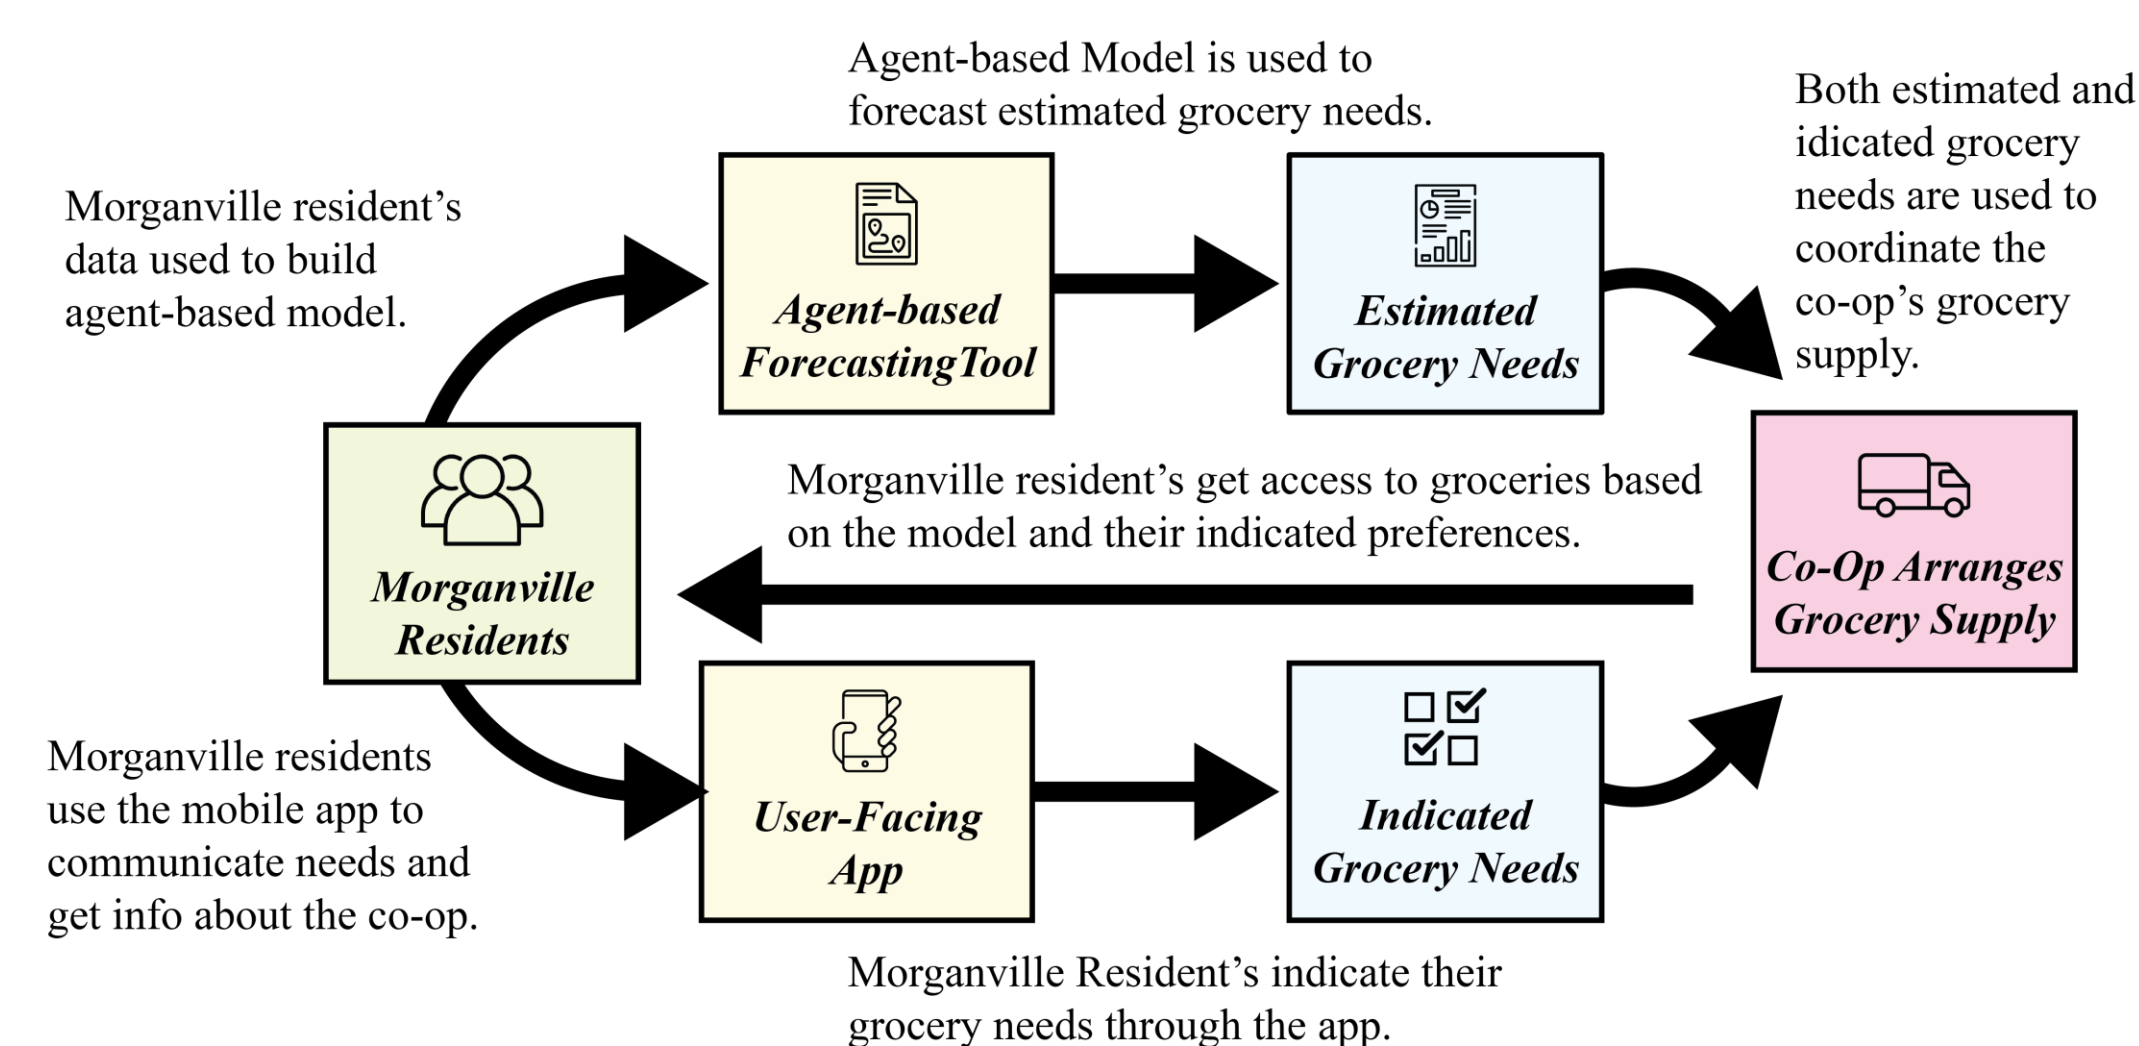 Agent-based Model is used to
forecast estimated grocery needs.
Both estimated and
idicated grocery
needs are used to
coordinate the
co-op’s grocery
supply.
Morganville resident’s
data used to build
agent-based model.
Agent-based
ForecastingTool
Estimated
Grocery Needs
Morganville
Residents
Morganville resident’s get access to groceries based
on the model and their indicated preferences.
Co-Op Arranges
Grocery Supply
Morganville residents
use the mobile app to
communicate needs and
get info about the co-op.
User-Facing
App
Indicated
Grocery Needs
Morganville Resident’s indicate their
grocery needs through the app.